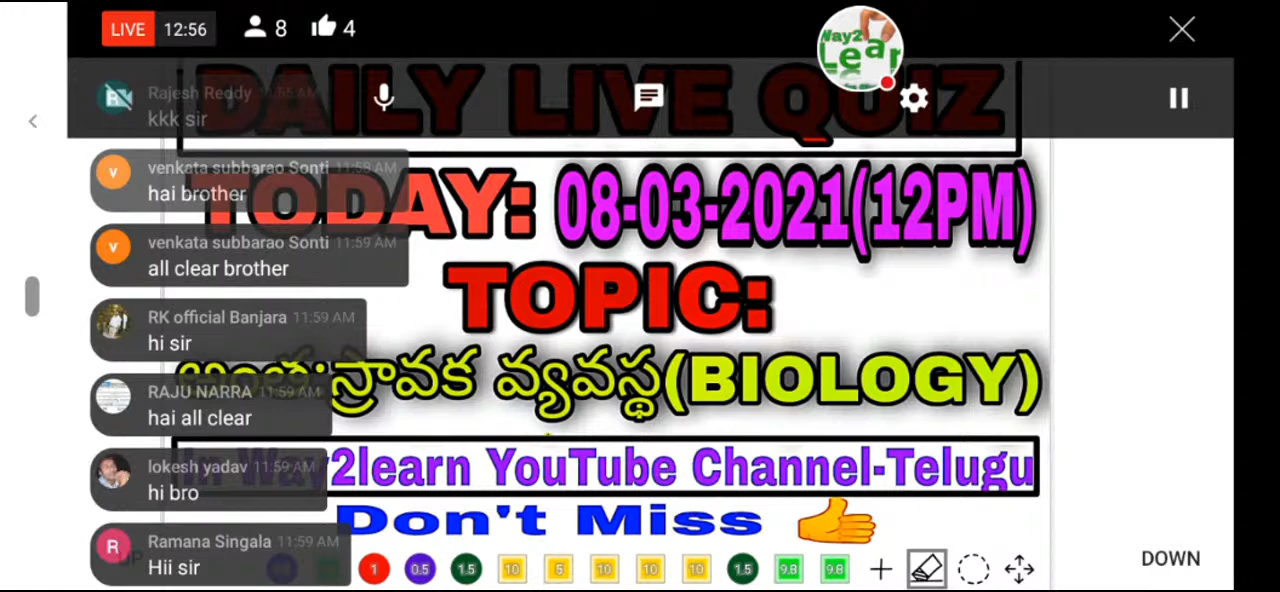 LIVE 12:56 8 4
Way2
Lear
DAILY LIVE QUIZ
Rajesh Reddy 11:55 AM
kkk sir
venkata subbarao Sonti 11:58 AM
hai brother
TODAY: 08-03-2021(12PM)
venkata subbarao Sonti 11:59 AM
all clear brother
TOPIC:
RK official Banjara 11:59 AM
hi sir
అంతఃస్రావక వ్యవస్థ(BIOLOGY)
RAJU NARRA 11:59 AM
hai all clear
In Way2learn YouTube Channel-Telugu
lokesh yadav 11:59 AM
hi bro
Don't Miss
Ramana Singala 11:59 AM
Hii sir
UP
1 0.5 1.5 10 5 10 10 10 1.5 9.8 9.8
DOWN